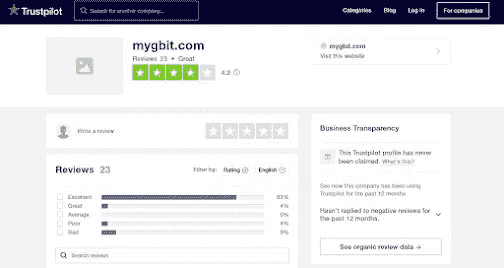 Trustpilot
Search for another company...
Categories
Blog
Log in
For companies
mygbit.com
Reviews 23 • Great
4.2
mygbit.com
Visit this website
Write a review
Reviews 23
Filter by:
Rating
English
Excellent 83%
Great 4%
Average 0%
Poor 4%
Bad 9%
Search reviews
Business Transparency
This Trustpilot profile has never
been claimed. What's this?
See how this company has been using
Trustpilot for the past 12 months
Hasn't replied to negative reviews for
the past 12 months.
See organic review data →